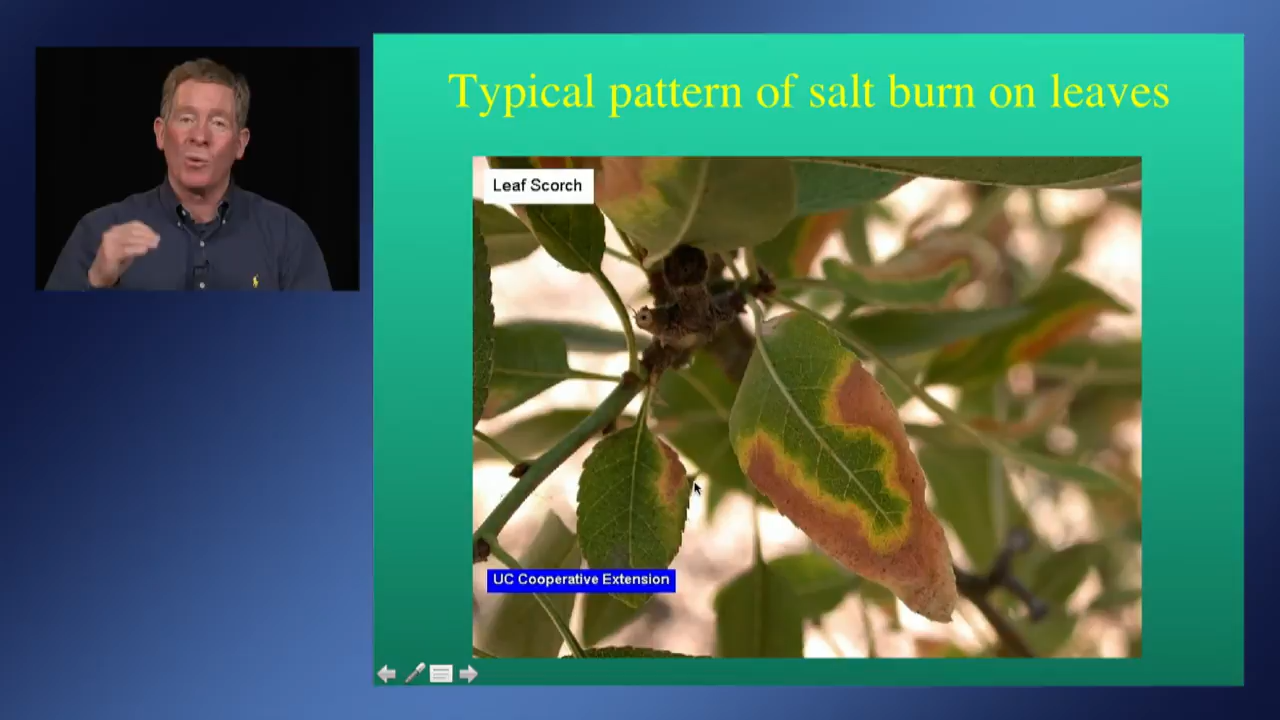 Typical pattern of salt burn on leaves
Leaf Scorch
UC Cooperative Extension